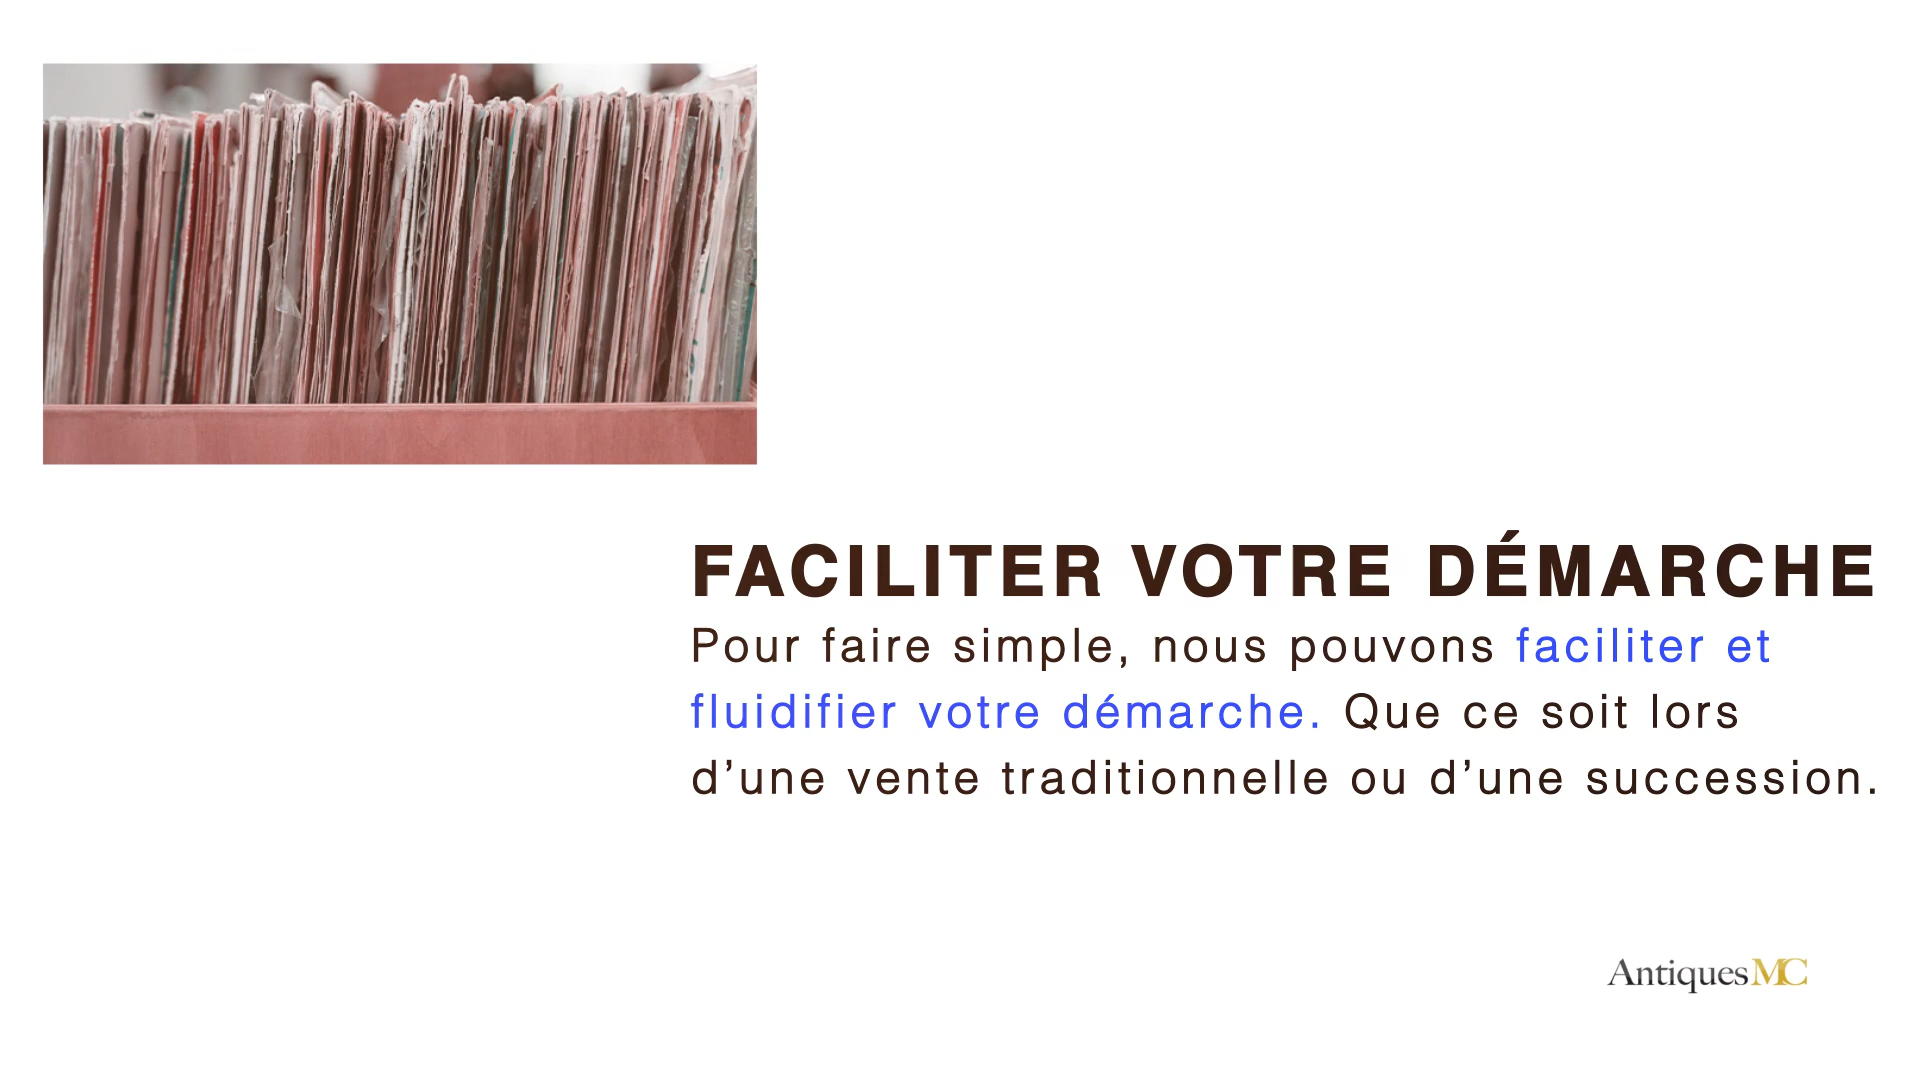 FACILITER VOTRE DÉMARCHE
Pour faire simple, nous pouvons faciliter et
fluidifier votre démarche. Que ce soit lors
d’une vente traditionnelle ou d’une succession.
AntiquesMC